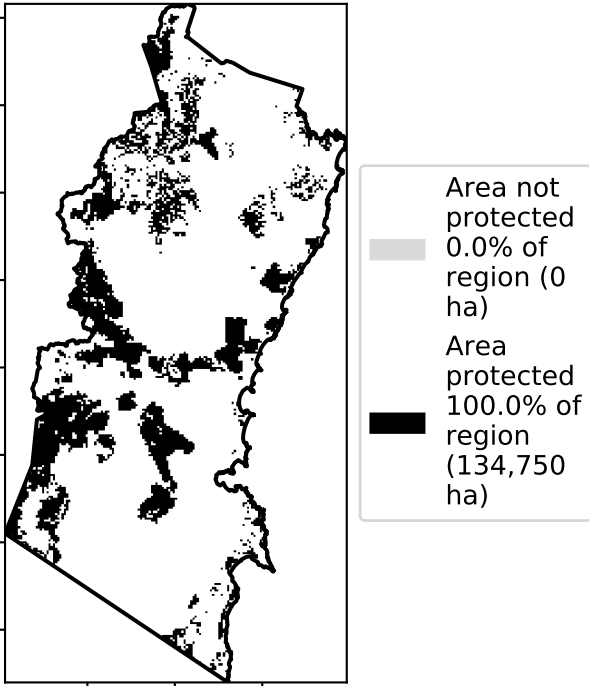 Area not
protected
0.0% of
region (0
ha)
Area
protected
100.0% of
region
(134,750
ha)